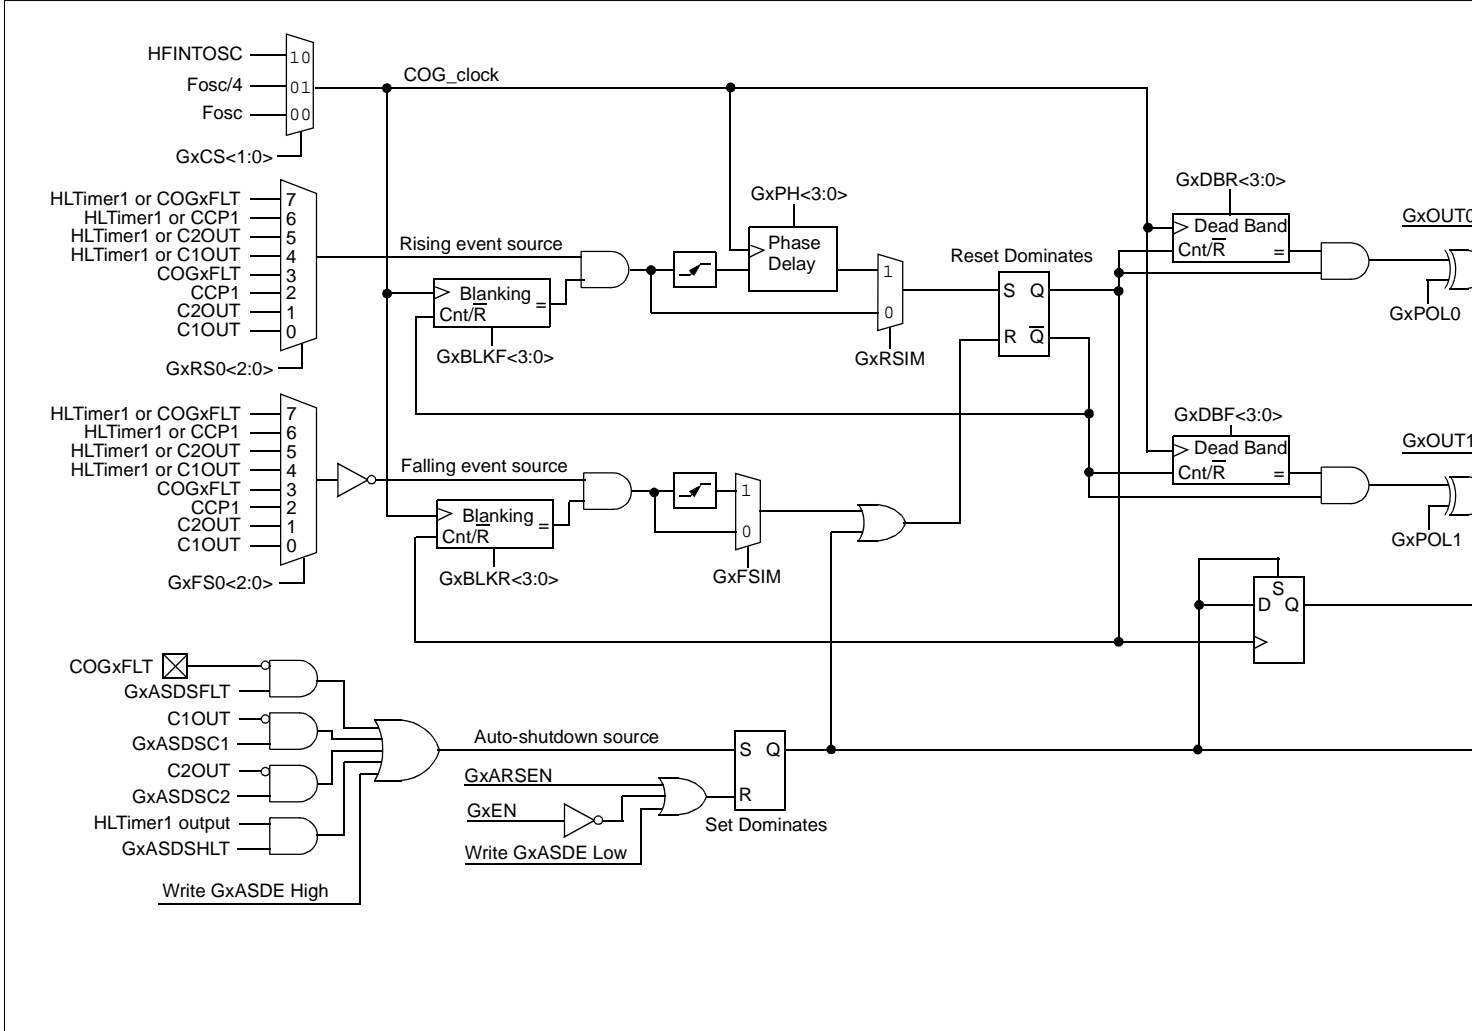 HFINTOSC
10
Fosc/4
01
COG_clock
Fosc
00
GxCS<1:0>
HLTimer1 or COGxFLT
7
HLTimer1 or CCP1
6
HLTimer1 or C2OUT
5
HLTimer1 or C1OUT
4
COGxFLT
3
CCP1
2
C2OUT
1
C1OUT
0
GxRS0<2:0>
Rising event source
Blanking
Cnt/R̅
=
GxBLKF<3:0>
GxPH<3:0>
Phase
Delay
1
0
GxRSIM
Reset Dominates
S Q
R Q̅
GxDBR<3:0>
Dead Band
Cnt/R̅
=
GxOUT0
GxPOL0
HLTimer1 or COGxFLT
7
HLTimer1 or CCP1
6
HLTimer1 or C2OUT
5
HLTimer1 or C1OUT
4
COGxFLT
3
CCP1
2
C2OUT
1
C1OUT
0
GxFS0<2:0>
Falling event source
Blanking
Cnt/R̅
=
GxBLKR<3:0>
1
0
GxFSIM
GxDBF<3:0>
Dead Band
Cnt/R̅
=
GxOUT1
GxPOL1
S
D Q
COGxFLT
GxASDSFLT
C1OUT
GxASDSC1
C2OUT
GxASDSC2
HLTimer1 output
GxASDSHLT
Write GxASDE High
Auto-shutdown source
GxARSEN
GxEN
Write GxASDE Low
S Q
R
Set Dominates